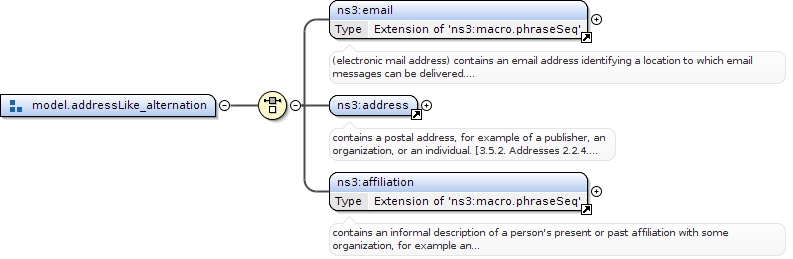 ns3:email
Type Extension of 'ns3:macro.phraseSeq'
(electronic mail address) contains an email address identifying a location to which email
messages can be delivered....
model.addressLike_alternation
ns3:address
contains a postal address, for example of a publisher, an
organization, or an individual. [3.5.2. Addresses 2.2.4....
ns3:affiliation
Type Extension of 'ns3:macro.phraseSeq'
contains an informal description of a person's present or past affiliation with some
organization, for example an...